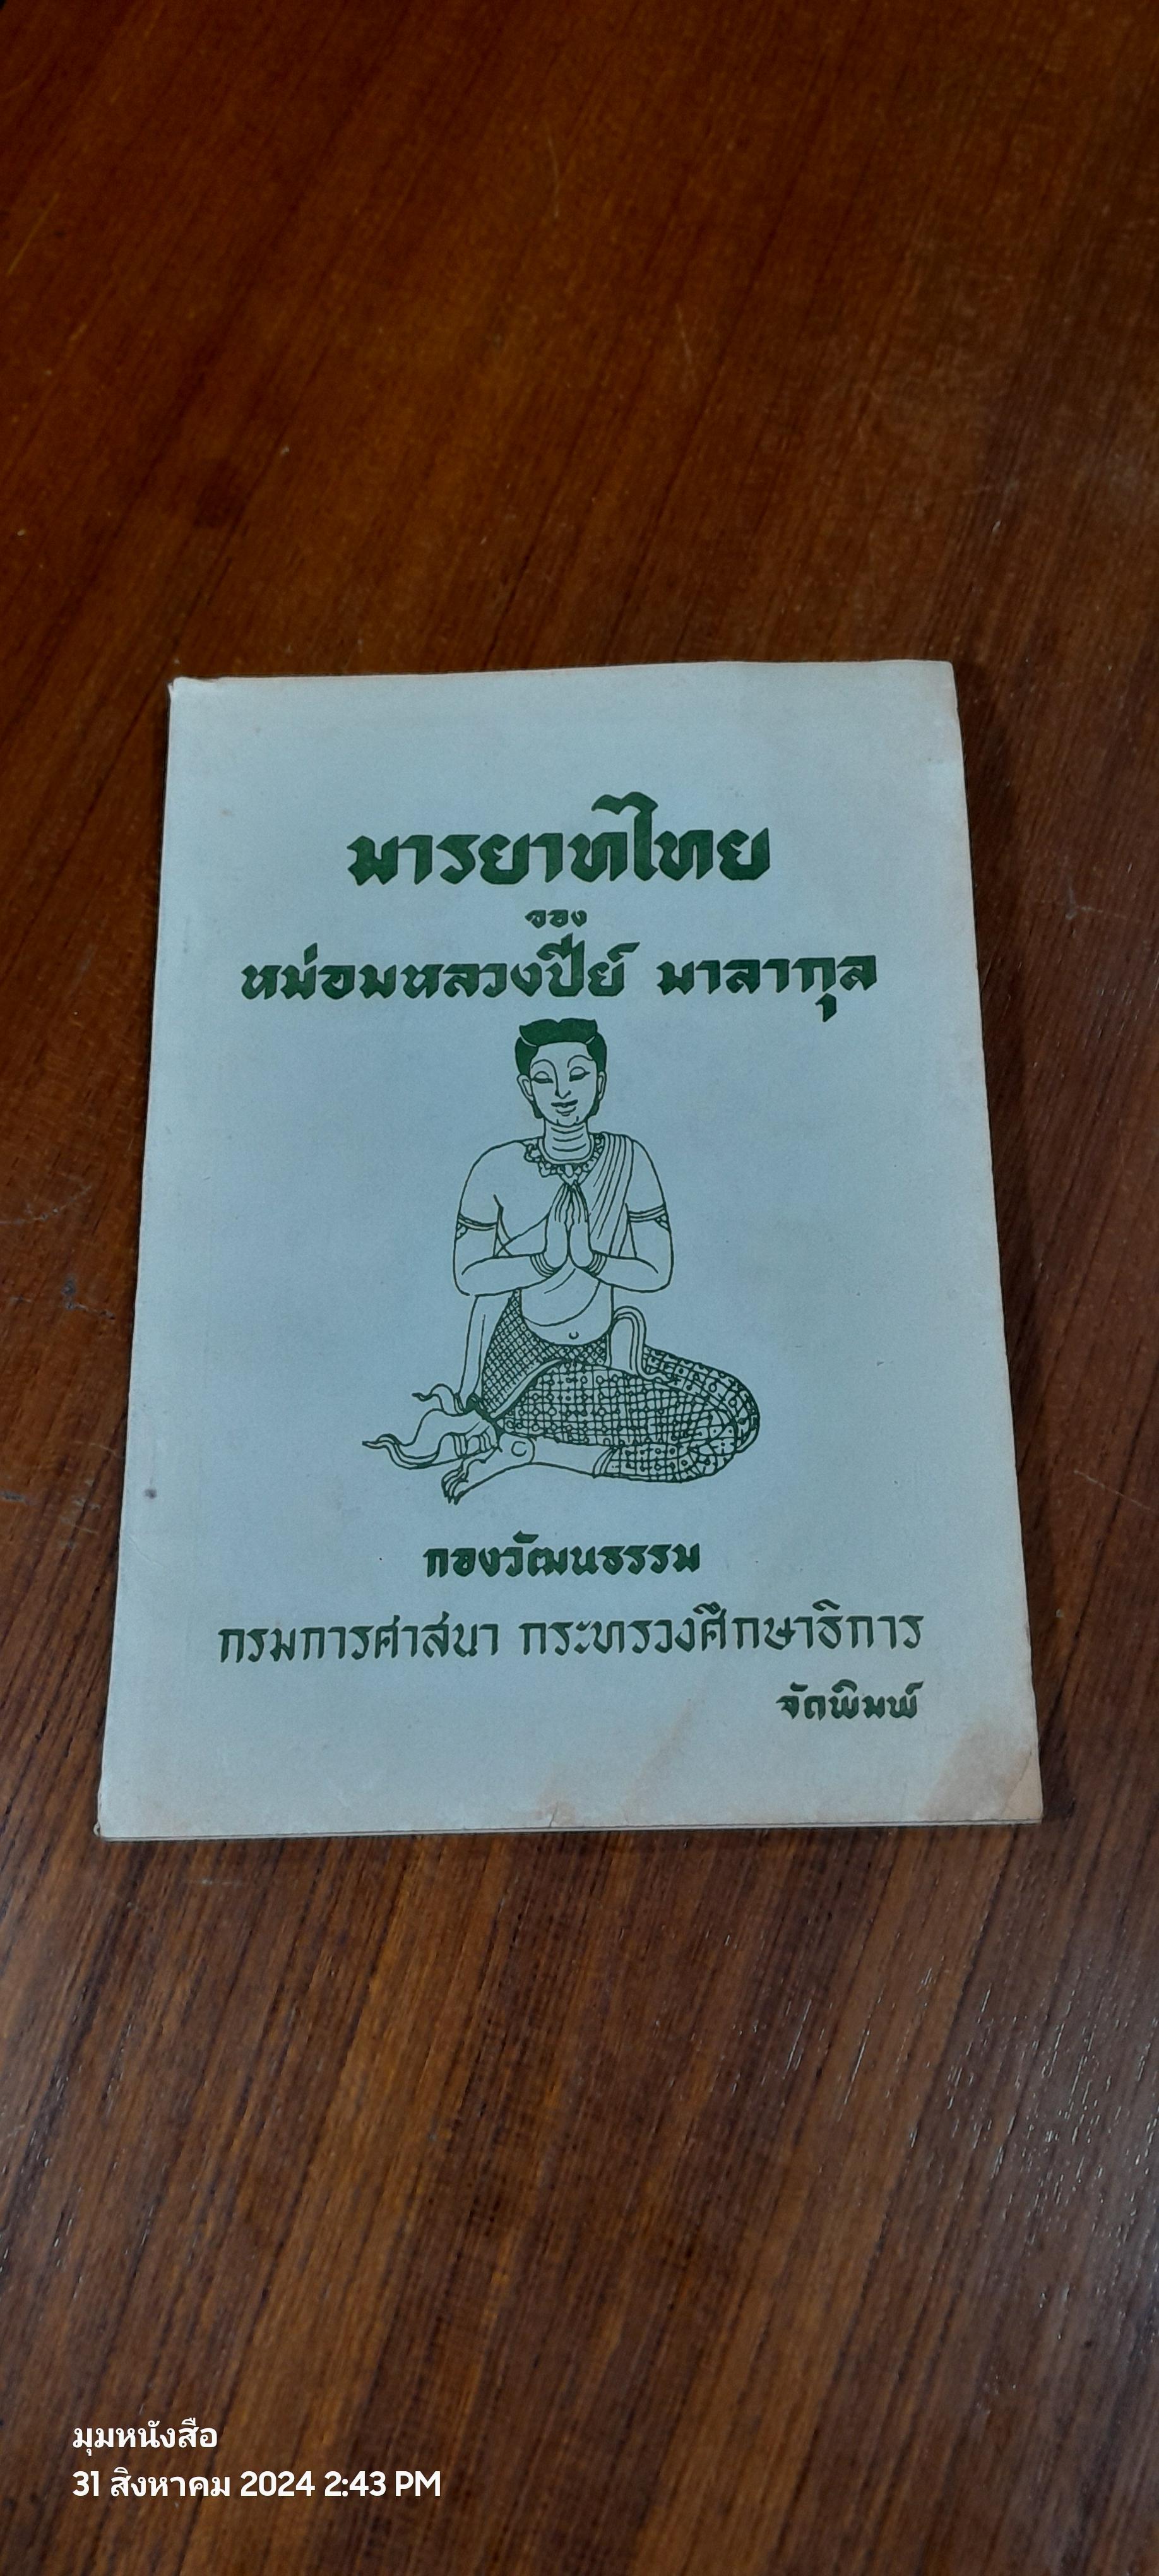 มารยาทไทย
ของ
หม่อมหลวงปีย์ มาลากุล
กองวัฒนธรรม
กรมการศาสนา กระทรวงศึกษาธิการ
จัดพิมพ์
มุมหนังสือ
31 สิงหาคม 2024 2:43 PM